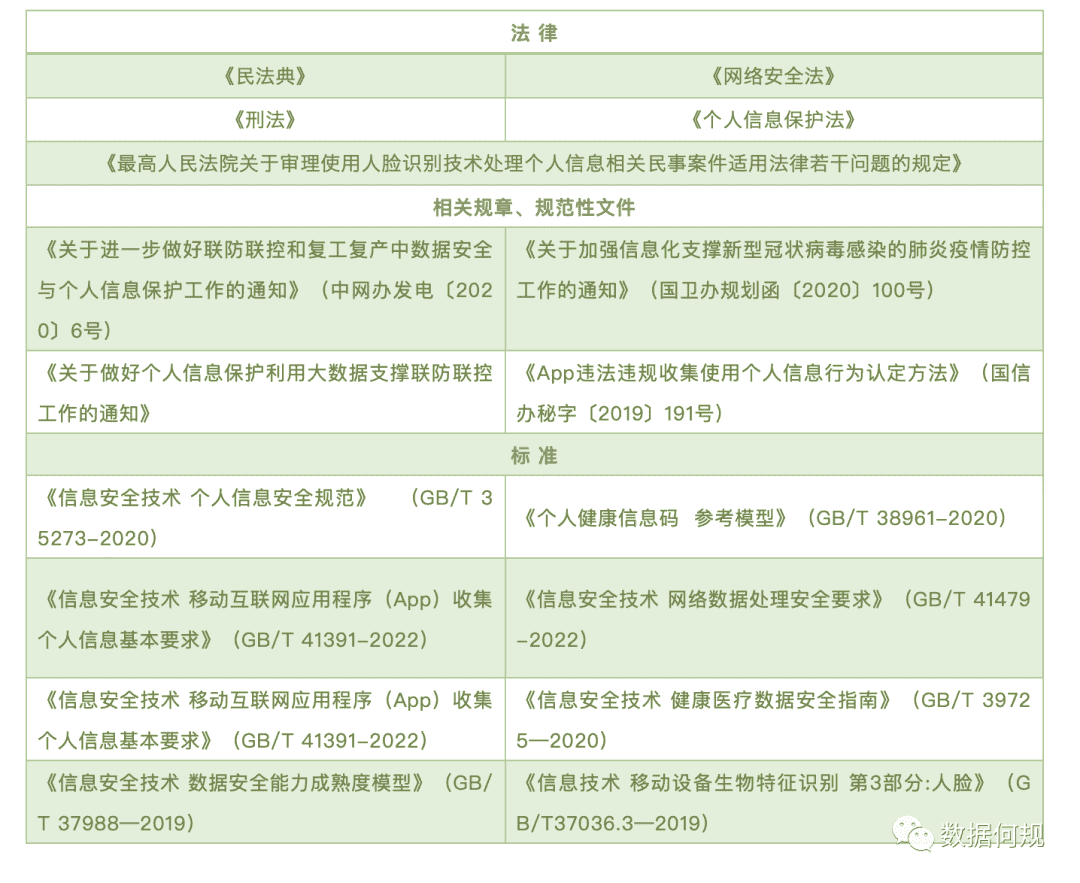 法 律
《民法典》
《网络安全法》
《刑法》
《个人信息保护法》
《最高人民法院关于审理使用人脸识别技术处理个人信息相关民事案件适用法律若干问题的规定》
相关规章、规范性文件
《关于进一步做好联防联控和复工复产中数据安全
与个人信息保护工作的通知》（中网办发电〔202
0〕6号）
《关于加强信息化支撑新型冠状病毒感染的肺炎疫情防控
工作的通知》（国卫办规划函〔2020〕100号）
《关于做好个人信息保护利用大数据支撑联防联控
工作的通知》
《App违法违规收集使用个人信息行为认定方法》（国信
办秘字〔2019〕191号）
标 准
《信息安全技术 个人信息安全规范》 （GB/T 3
5273-2020）
《个人健康信息码 参考模型》（GB/T 38961-2020）
《信息安全技术 移动互联网应用程序（App）收集
个人信息基本要求》（GB/T 41391-2022）
《信息安全技术 网络数据处理安全要求》（GB/T 41479
-2022）
《信息安全技术 移动互联网应用程序（App）收集
个人信息基本要求》（GB/T 41391-2022）
《信息安全技术 健康医疗数据安全指南》（GB/T 3972
5—2020）
《信息安全技术 数据安全能力成熟度模型》（GB/
T 37988—2019）
《信息技术 移动设备生物特征识别 第3部分:人脸》（G
B/T37036.3—2019）
数据何规